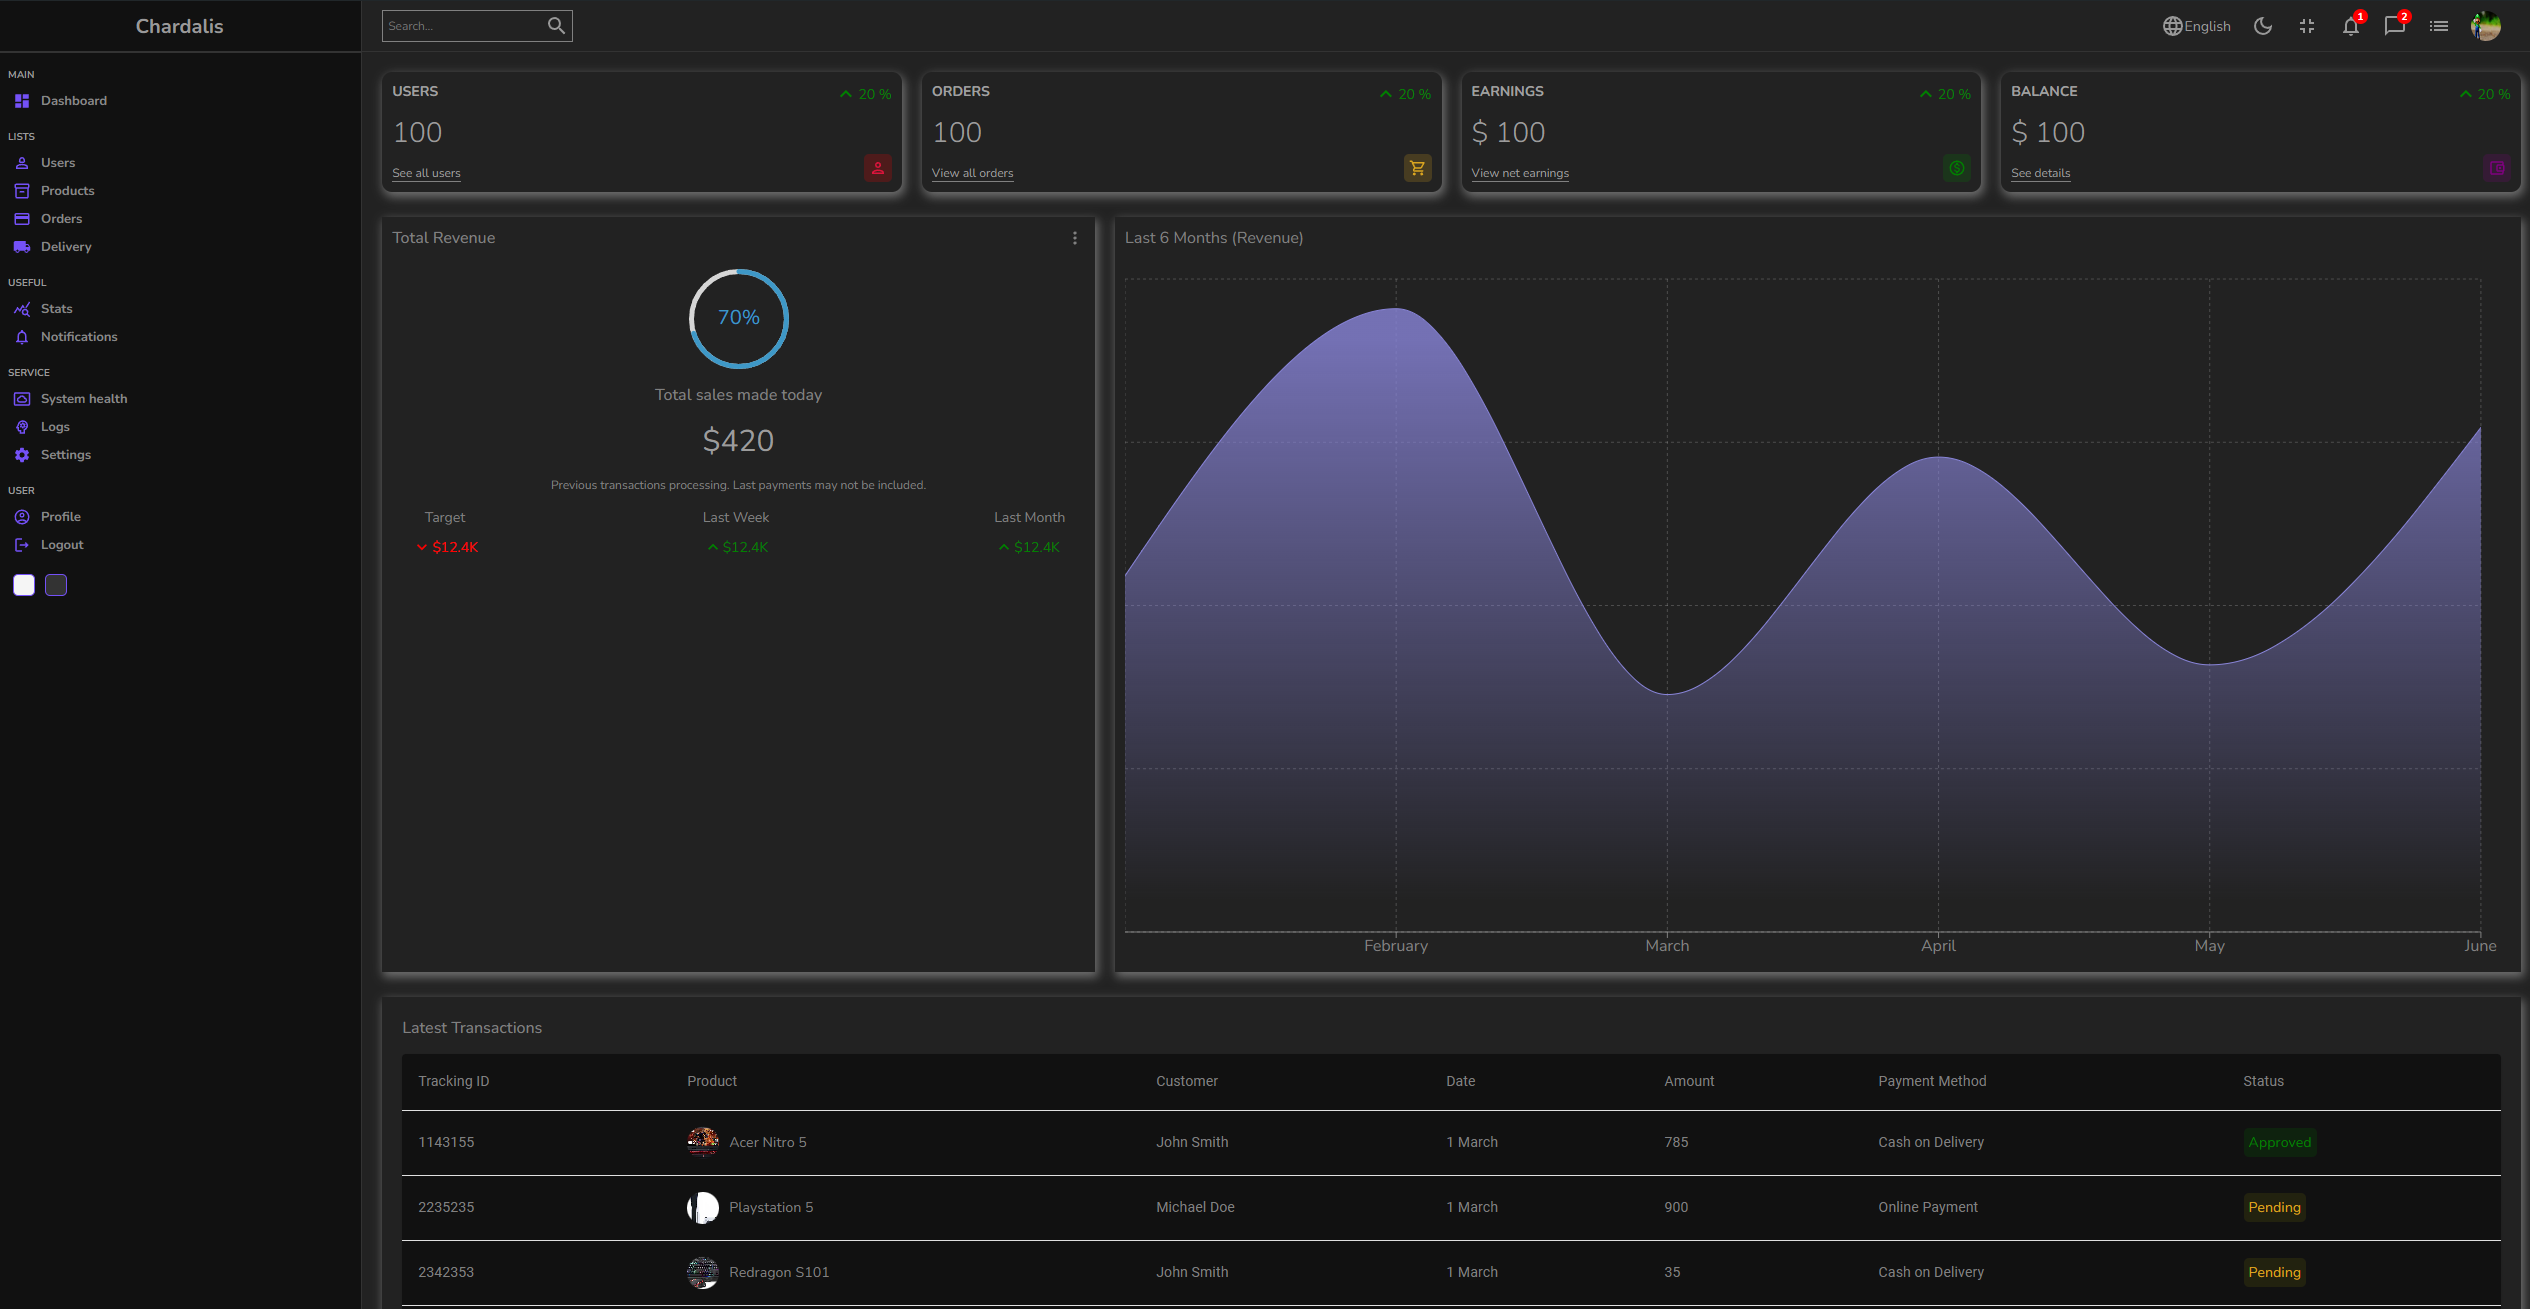 Chardalis
Search...
English
1
2
MAIN
Dashboard
LISTS
Users
Products
Orders
Delivery
USEFUL
Stats
Notifications
SERVICE
System health
Logs
Settings
USER
Profile
Logout
USERS 20 %
100
See all users
ORDERS 20 %
100
View all orders
EARNINGS 20 %
$ 100
View net earnings
BALANCE 20 %
$ 100
See details
Total Revenue
70%
Total sales made today
$420
Previous transactions processing. Last payments may not be included.
Target Last Week Last Month
$12.4K $12.4K $12.4K
Last 6 Months (Revenue)
February March April May June
Latest Transactions
Tracking ID Product Customer Date Amount Payment Method Status
1143155 Acer Nitro 5 John Smith 1 March 785 Cash on Delivery Approved
2235235 Playstation 5 Michael Doe 1 March 900 Online Payment Pending
2342353 Redragon S101 John Smith 1 March 35 Cash on Delivery Pending